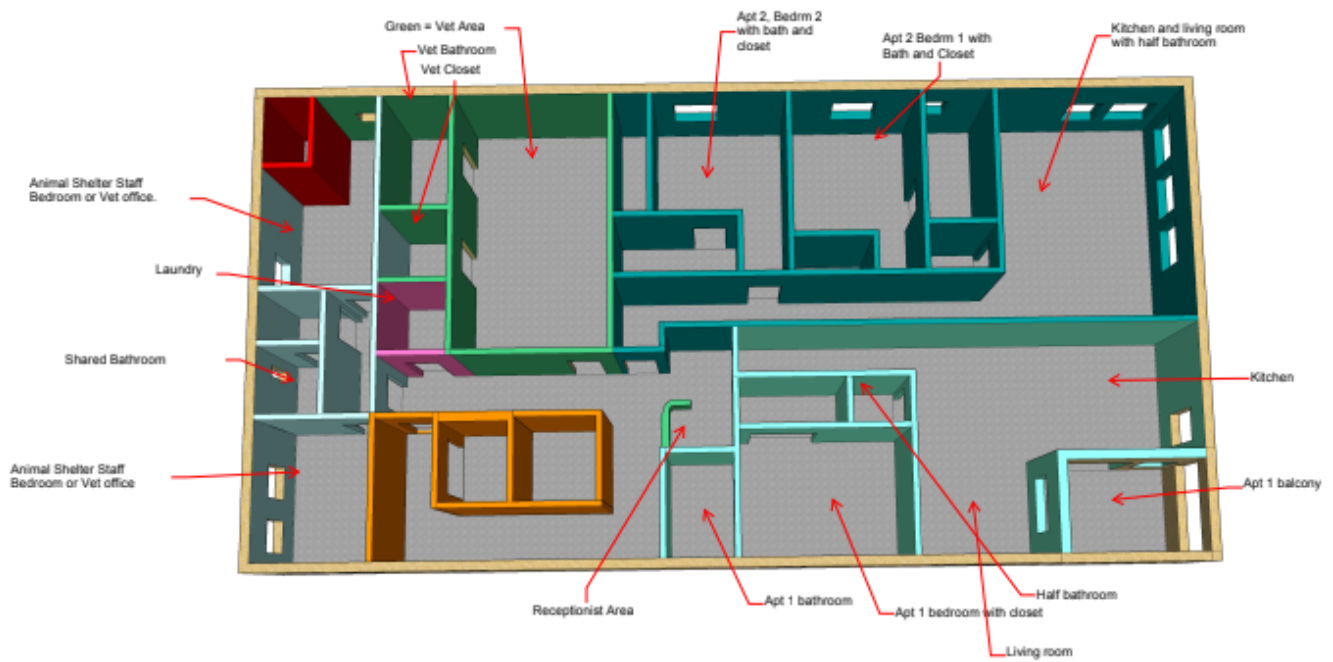 Green = Vet Area
Vet Bathroom
Vet Closet
Apt 2, Bedrm 2
with bath and
closet
Apt 2 Bedrm 1 with
Bath and Closet
Kitchen and living room
with half bathroom
Animal Shelter Staff
Bedroom or Vet office.
Laundry
Shared Bathroom
Kitchen
Animal Shelter Staff
Bedroom or Vet office
Apt 1 balcony
Receptionist Area
Apt 1 bathroom
Apt 1 bedroom with closet
Half bathroom
Living room